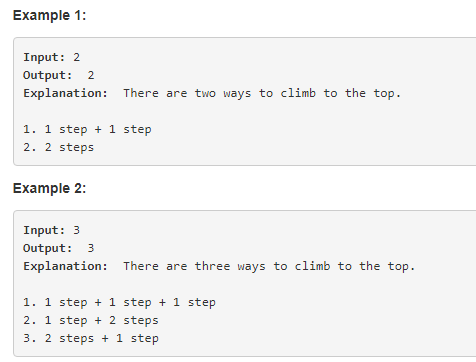 Example 1:
Input: 2
Output:  2
Explanation:  There are two ways to climb to the top.
1. 1 step + 1 step
2. 2 steps
Example 2:
Input: 3
Output:  3
Explanation:  There are three ways to climb to the top.
1. 1 step + 1 step + 1 step
2. 1 step + 2 steps
3. 2 steps + 1 step